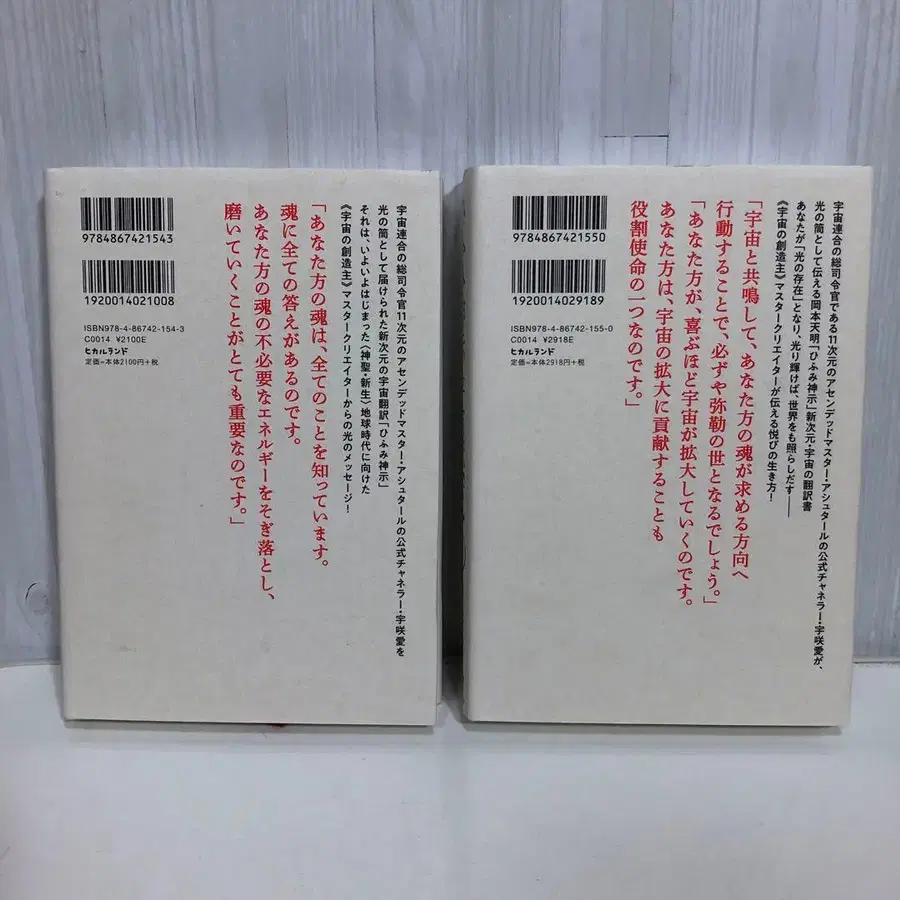 9784867421543
1920014021008
ISBN978-4-86742-154-3
C0014 ¥2100E
ヒカルランド
定価=本体2100円+税
宇宙連合の総司令官11次元のアセンデッドマスター・アシュタールの公式チャネラー・宇咲愛を
光の筒として届けられた新次元の宇宙翻訳「ひふみ神示」
それは、いよいよはじまった〈神聖・新生〉地球時代に向けた
《宇宙の創造主》マスタークリエイターからの光のメッセージ!
「あなた方の魂は、全てのことを知っています。
魂に全ての答えがあるのです。
あなた方の魂の不必要なエネルギーをそぎ落とし、
磨いていくことがとても重要なのです。」
9784867421550
1920014029189
ISBN978-4-86742-155-0
C0014 ¥2918E
ヒカルランド
定価=本体2918円+税
宇宙連合の総司令官である11次元のアセンデッドマスター・アシュタールの公式チャネラー・宇咲愛が、
光の筒として伝える岡本天明「ひふみ神示」新次元・宇宙の翻訳書
あなたが「光の存在」となり、光り輝けば、世界をも照らしだす――
《宇宙の創造主》マスタークリエイターが伝える悦びの生き方!
「宇宙と共鳴して、あなた方の魂が求める方向へ
行動することで、必ずや弥勒の世となるでしょう。」
「あなた方が、喜ぶほど宇宙が拡大していくのです。
あなた方は、宇宙の拡大に貢献することも
役割使命の一つなのです。」